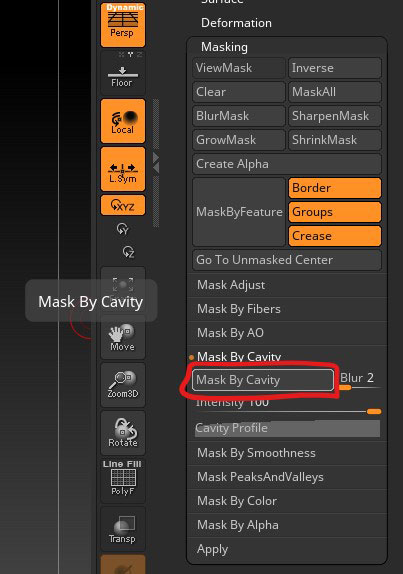 Surface
Deformation
Masking
ViewMask Inverse
Clear MaskAll
BlurMask SharpenMask
GrowMask ShrinkMask
Create Alpha
MaskByFeature
Border
Groups
Crease
Go To Unmasked Center
Mask Adjust
Mask By Fibers
Mask By AO
Mask By Cavity
Mask By Cavity Blur 2
Intensity 100
Cavity Profile
Mask By Smoothness
Mask PeaksAndValleys
Mask By Color
Mask By Alpha
Apply
Dynamic
Persp
Floor
Local
L.Sym
XYZ
Y
Z
Mask By Cavity
Move
Zoom3D
Rotate
Line Fill
PolyF
Transp